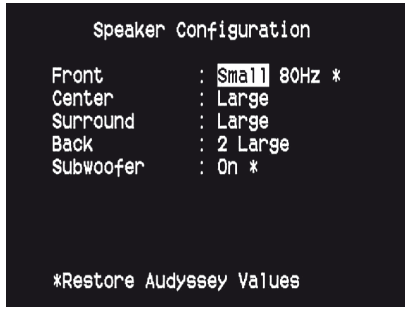 Speaker Configuration
Front : Small 80Hz *
Center : Large
Surround : Large
Back : 2 Large
Subwoofer : On *
*Restore Audyssey Values